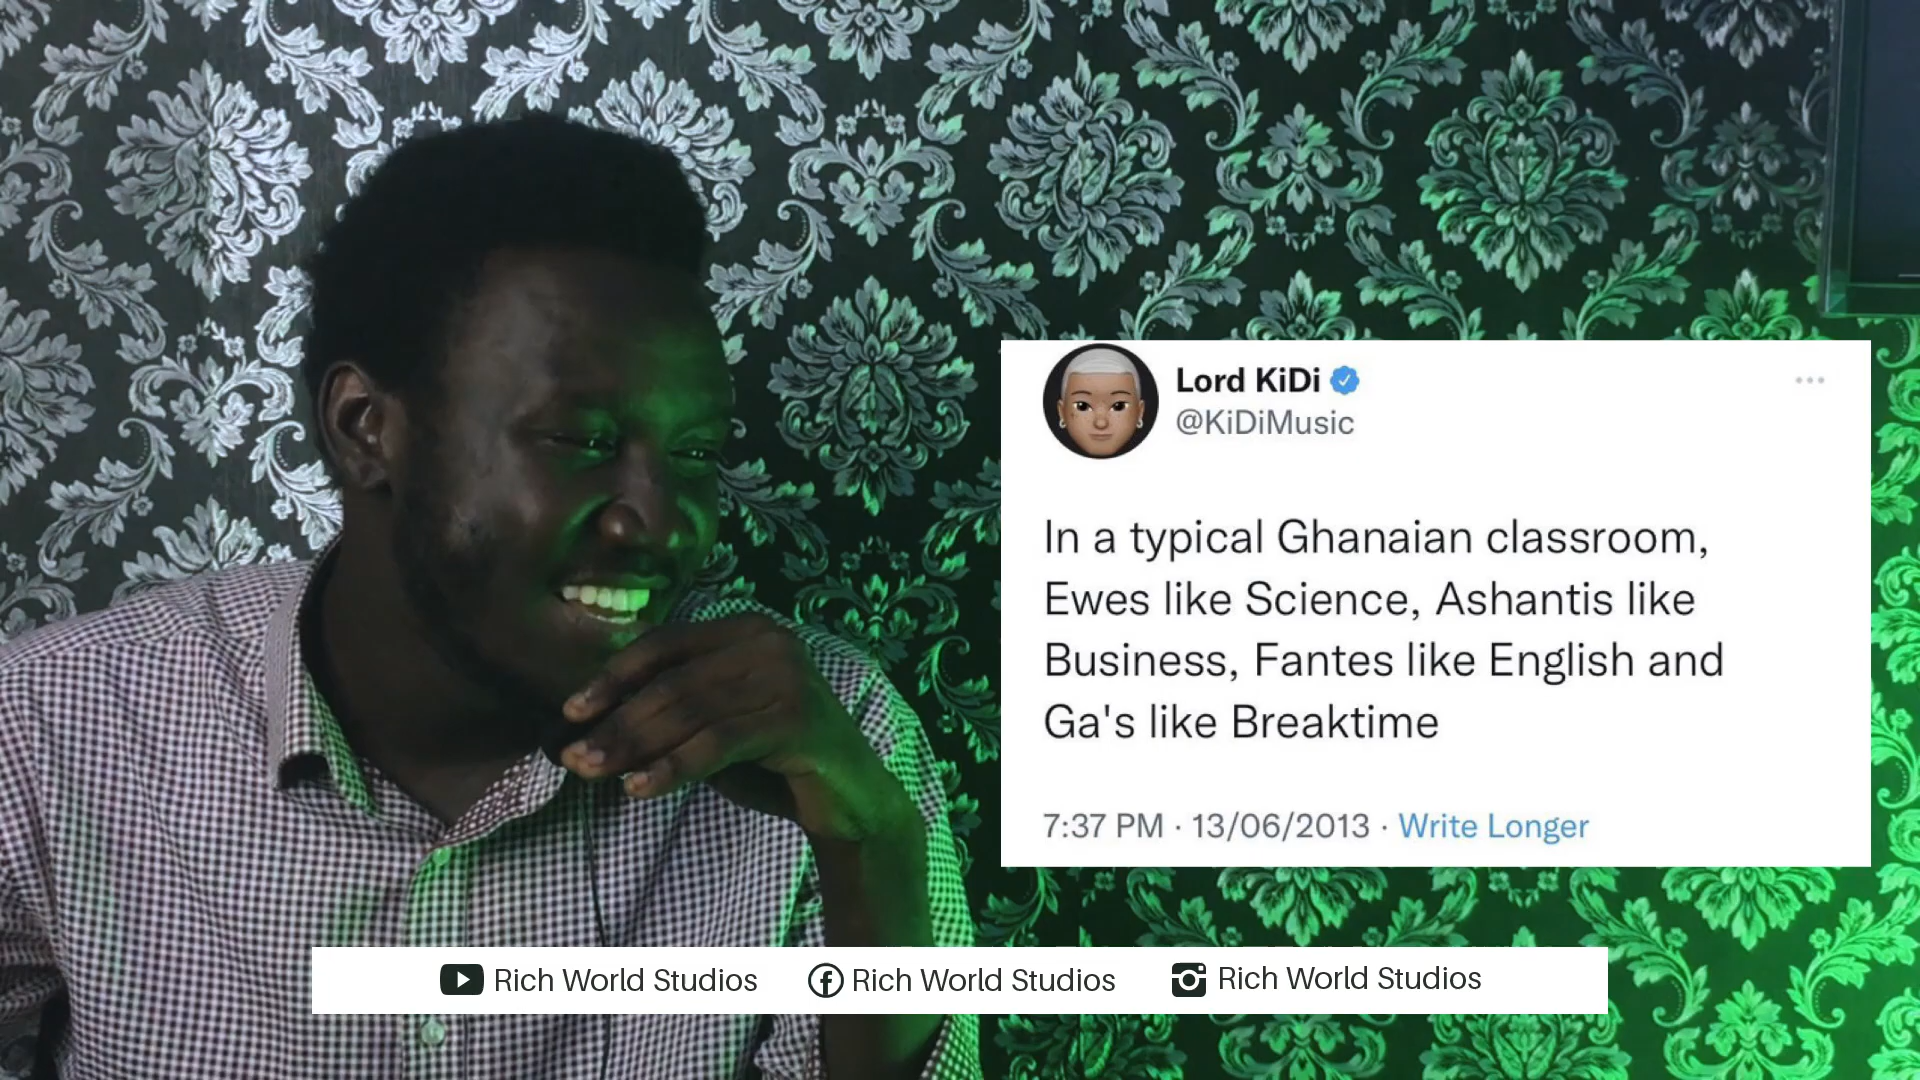 Lord KiDi
@KiDiMusic
In a typical Ghanaian classroom,
Ewes like Science, Ashantis like
Business, Fantes like English and
Ga's like Breaktime
7:37 PM · 13/06/2013 · Write Longer
Rich World Studios Rich World Studios Rich World Studios